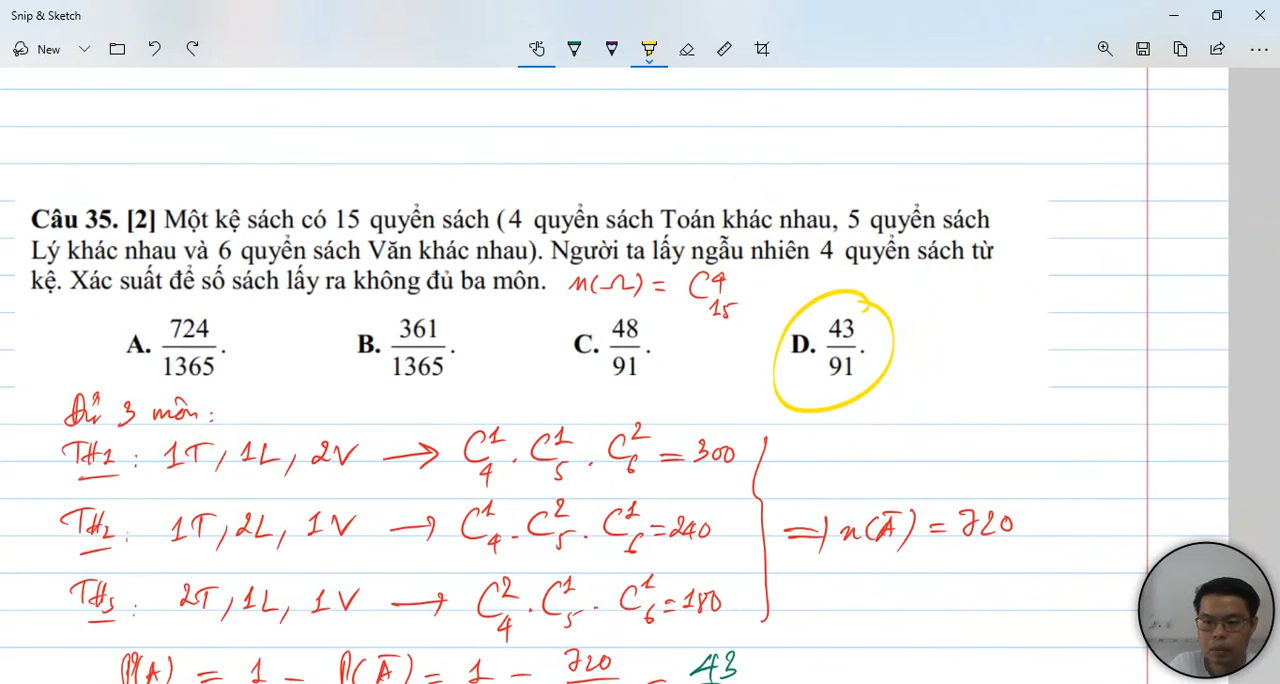 Snip & Sketch
New
Câu 35. [2] Một kệ sách có 15 quyển sách (4 quyển sách Toán khác nhau, 5 quyển sách
Lý khác nhau và 6 quyển sách Văn khác nhau). Người ta lấy ngẫu nhiên 4 quyển sách từ
kệ. Xác suất để số sách lấy ra không đủ ba môn. n(Ω) = C⁴₁₅
A. 724/1365. B. 361/1365. C. 48/91. D. 43/91.
Đủ 3 môn:
TH1: 1T, 1L, 2V → C¹₄ . C¹₅ . C²₆ = 300
TH2: 1T, 2L, 1V → C¹₄ . C²₅ . C¹₆ = 240 => n(Ā) = 720
TH3: 2T, 1L, 1V → C²₄ . C¹₅ . C¹₆ = 180
P(A) = 1 - P(Ā) = 1 - 720 = 43